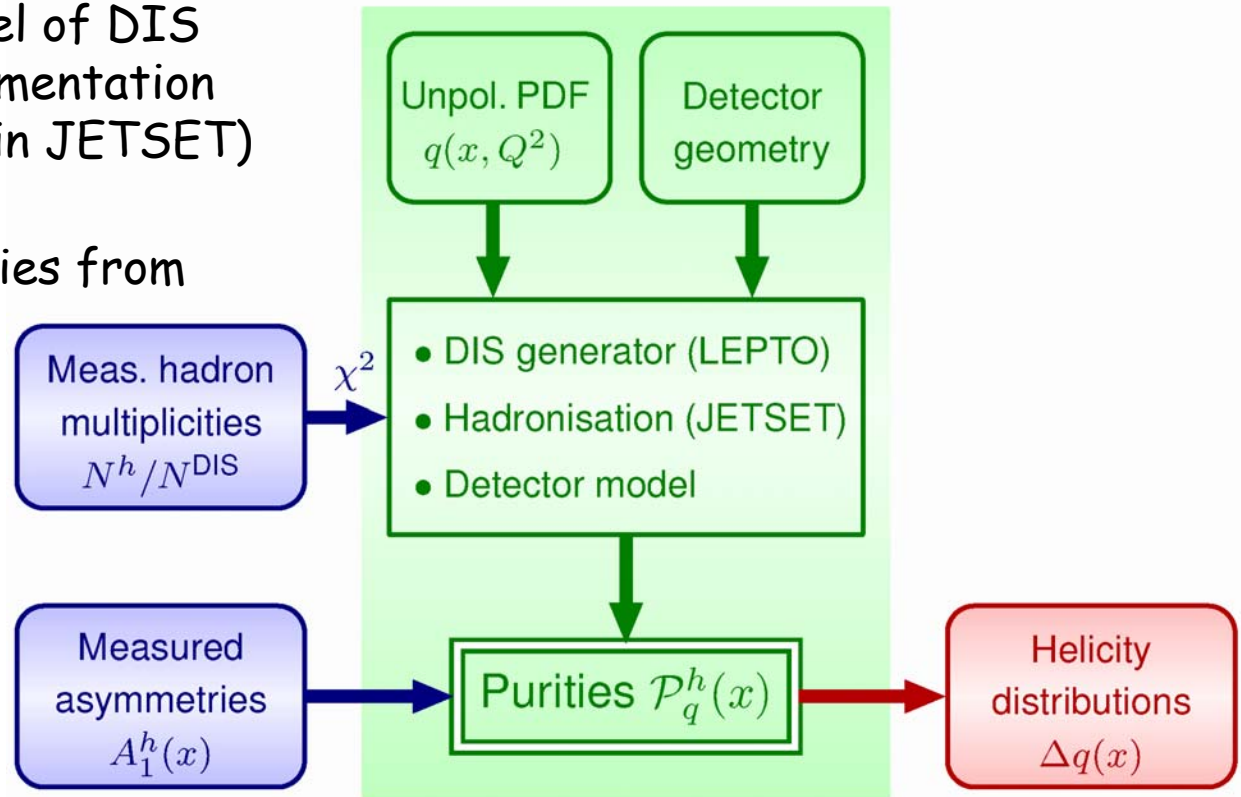 el of DIS
mentation
in JETSET)
ies from
Unpol. PDF
q(x, Q²)
Detector
geometry
Meas. hadron
multiplicities
N^h/N^DIS
χ²
• DIS generator (LEPTO)
• Hadronisation (JETSET)
• Detector model
Measured
asymmetries
A₁^h(x)
Purities 𝒫_q^h(x)
Helicity
distributions
Δq(x)